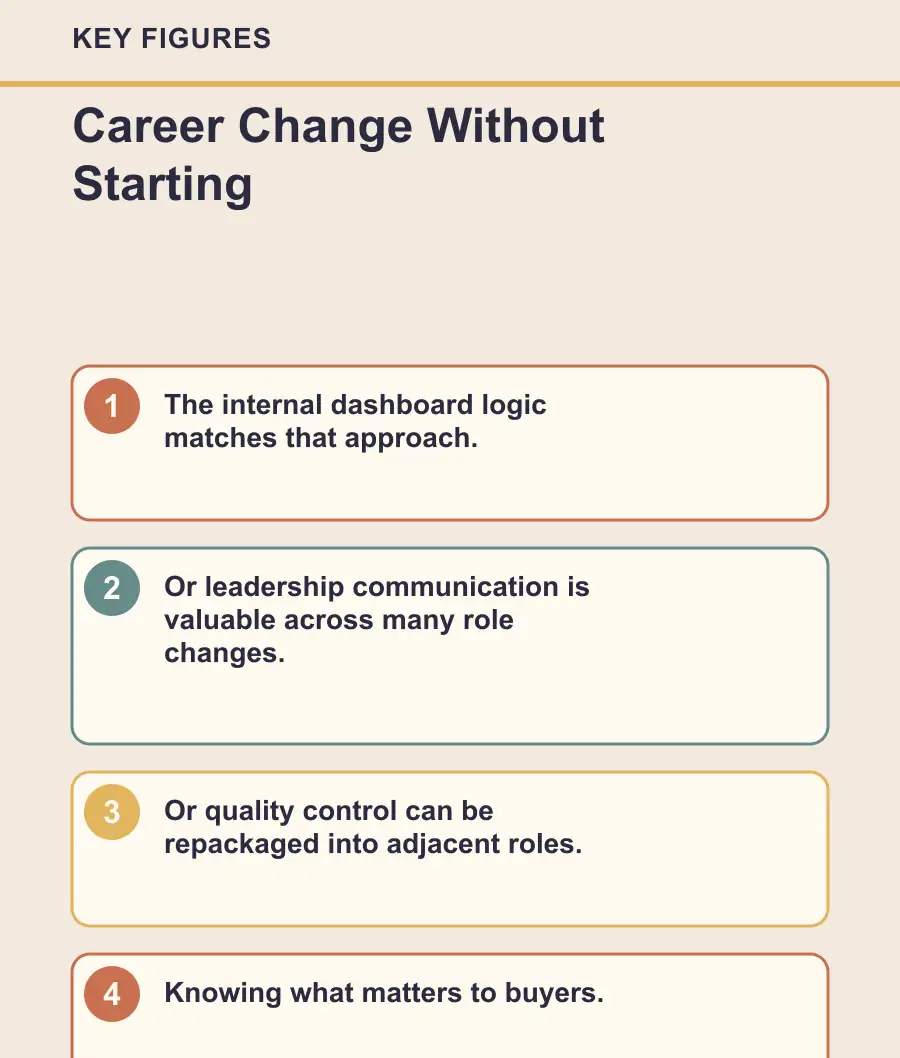 KEY FIGURES
Career Change Without
Starting
1
The internal dashboard logic
matches that approach.
2
Or leadership communication is
valuable across many role
changes.
3
Or quality control can be
repackaged into adjacent roles.
4
Knowing what matters to buyers.